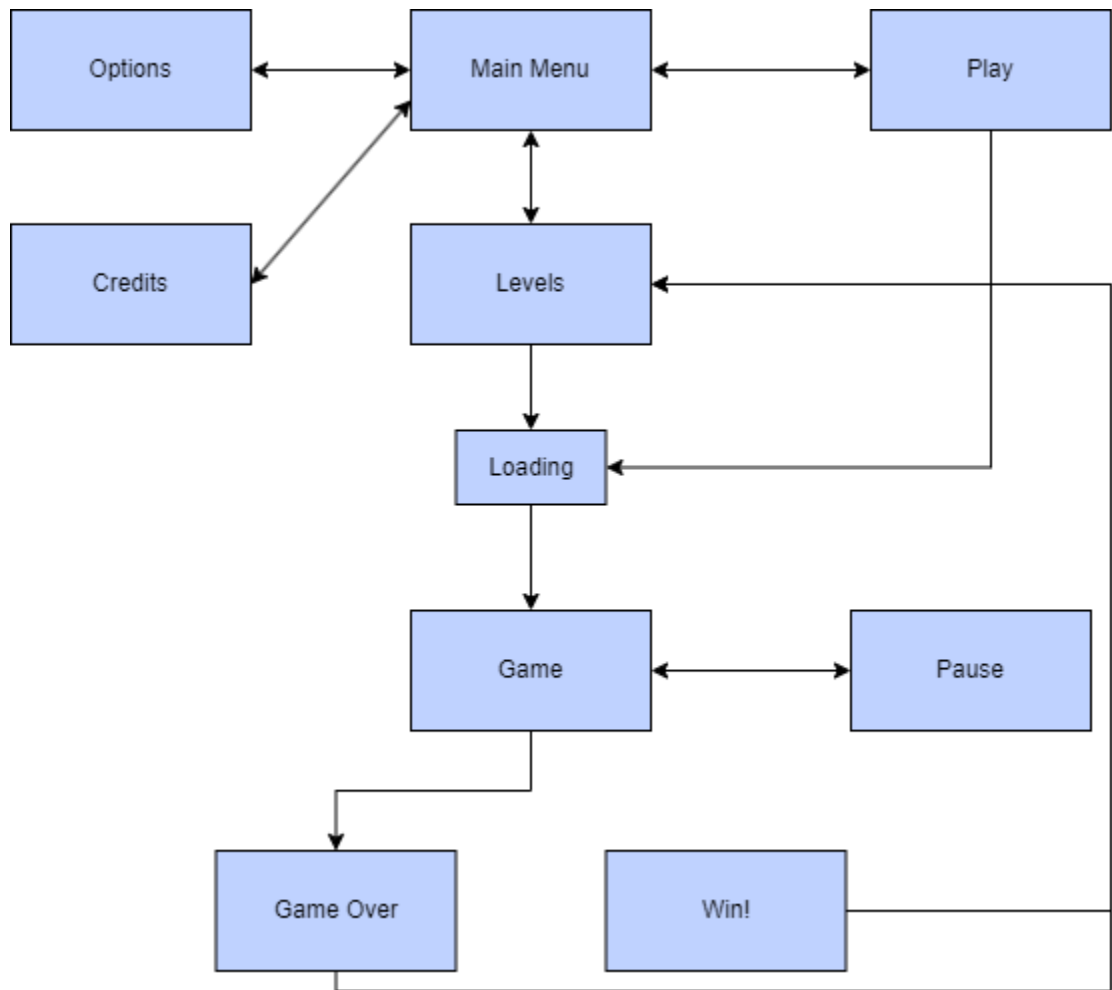 Options
Main Menu
Play
Credits
Levels
Loading
Game
Pause
Game Over
Win!